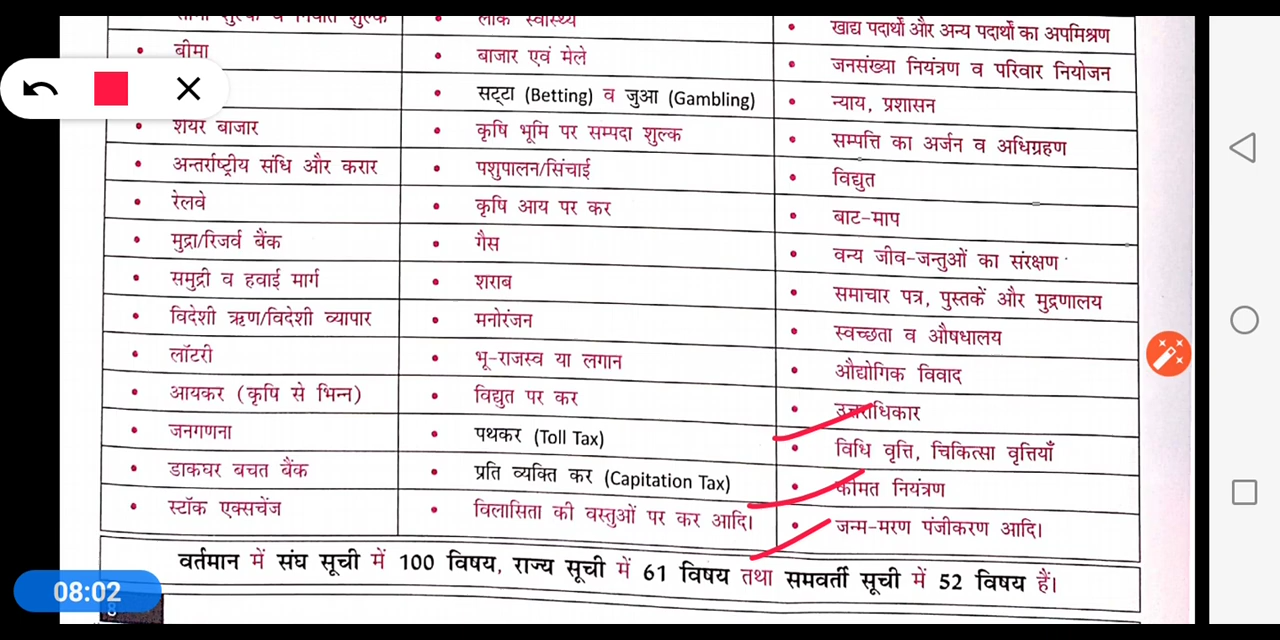 लोक स्वास्थ्य
खाद्य पदार्थों और अन्य पदार्थों का अपमिश्रण
बीमा
बाजार एवं मेले
जनसंख्या नियंत्रण व परिवार नियोजन
सट्टा (Betting) व जुआ (Gambling)
न्याय, प्रशासन
शेयर बाजार
कृषि भूमि पर सम्पदा शुल्क
सम्पत्ति का अर्जन व अधिग्रहण
अन्तर्राष्ट्रीय संधि और करार
पशुपालन/सिंचाई
विद्युत
रेलवे
कृषि आय पर कर
बाट-माप
मुद्रा/रिजर्व बैंक
गैस
वन्य जीव-जन्तुओं का संरक्षण
समुद्री व हवाई मार्ग
शराब
समाचार पत्र, पुस्तकें और मुद्रणालय
विदेशी ऋण/विदेशी व्यापार
मनोरंजन
स्वच्छता व औषधालय
लॉटरी
भू-राजस्व या लगान
औद्योगिक विवाद
आयकर (कृषि से भिन्न)
विद्युत पर कर
उत्तराधिकार
जनगणना
पथकर (Toll Tax)
विधि वृत्ति, चिकित्सा वृत्तियाँ
डाकघर बचत बैंक
प्रति व्यक्ति कर (Capitation Tax)
कीमत नियंत्रण
स्टॉक एक्सचेंज
विलासिता की वस्तुओं पर कर आदि।
जन्म-मरण पंजीकरण आदि।
वर्तमान में संघ सूची में 100 विषय, राज्य सूची में 61 विषय तथा समवर्ती सूची में 52 विषय हैं।
08:02